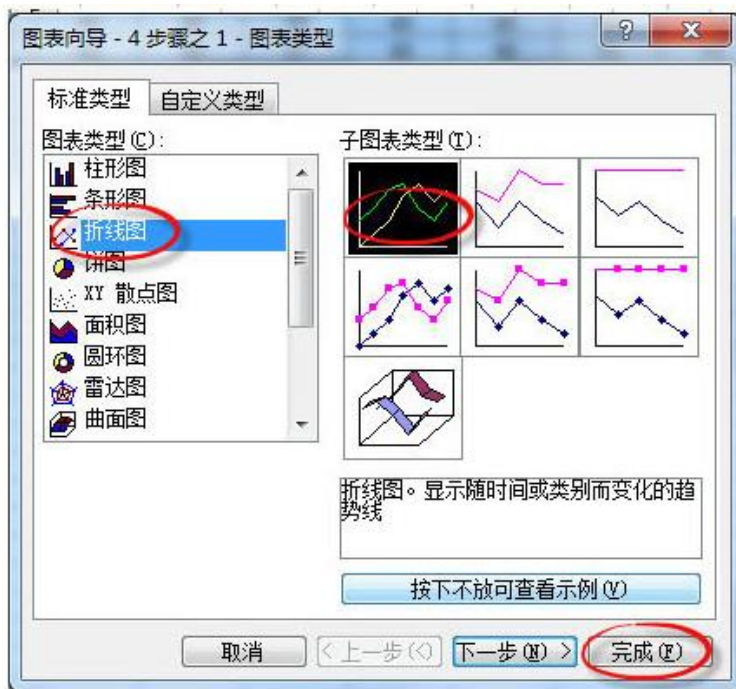 图表向导 - 4 步骤之 1 - 图表类型
标准类型 自定义类型
图表类型(C):
柱形图
条形图
折线图
饼图
XY 散点图
面积图
圆环图
雷达图
曲面图
子图表类型(T):
折线图。显示随时间或类别而变化的趋
势线
按下不放可查看示例(V)
取消 < 上一步(<) 下一步(N) > 完成(F)